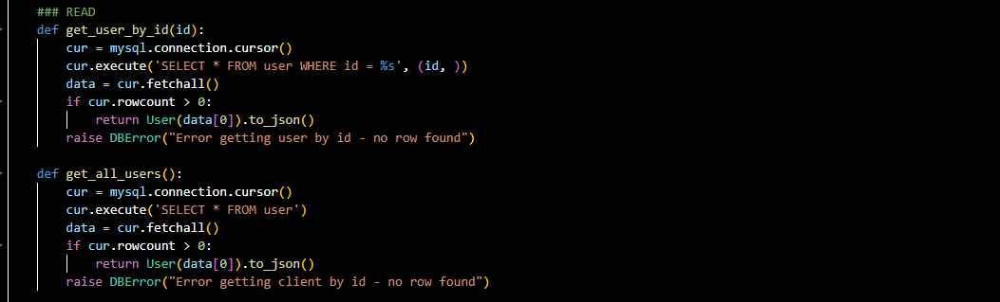 ### READ
def get_user_by_id(id):
    cur = mysql.connection.cursor()
    cur.execute('SELECT * FROM user WHERE id = %s', (id, ))
    data = cur.fetchall()
    if cur.rowcount > 0:
        return User(data[0]).to_json()
    raise DBError("Error getting user by id - no row found")

def get_all_users():
    cur = mysql.connection.cursor()
    cur.execute('SELECT * FROM user')
    data = cur.fetchall()
    if cur.rowcount > 0:
        return User(data[0]).to_json()
    raise DBError("Error getting client by id - no row found")